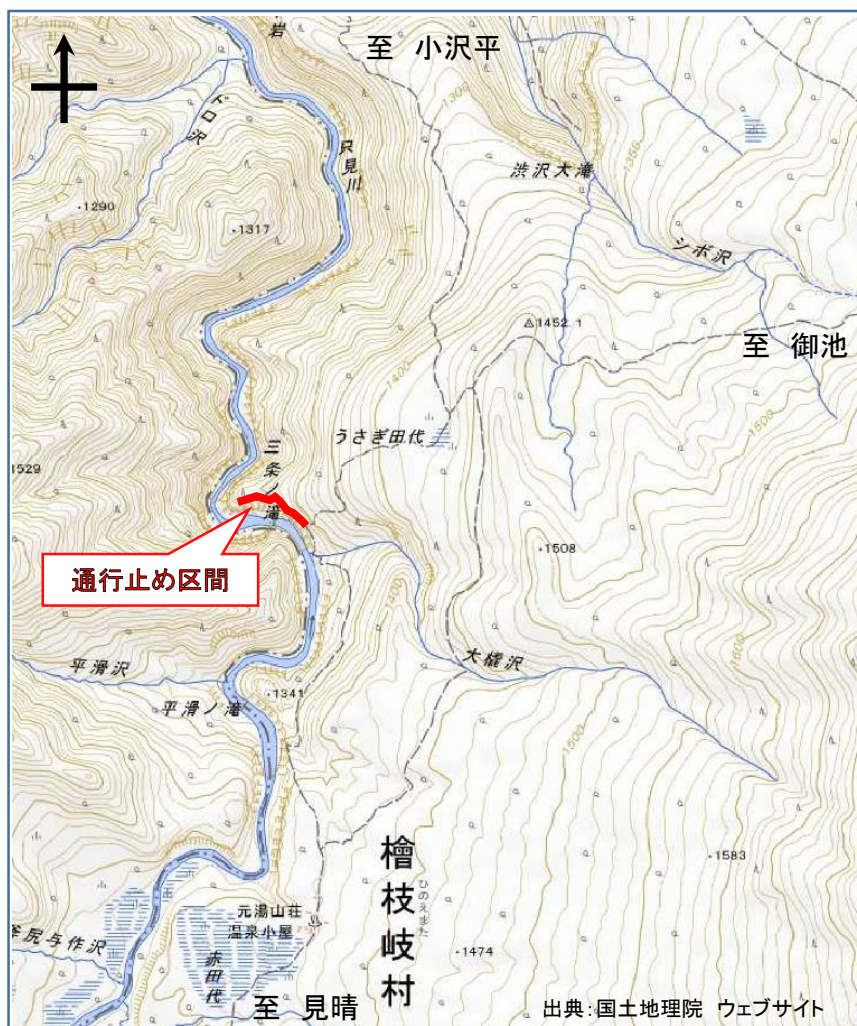 至 小沢平
岩
ドロ沢
只見川
1300
1350
渋沢大滝
・1290
・1317
シボ沢
1452.1
至 御池
1400
うさぎ田代
1500
三条ノ滝
1529
通行止め区間
・1508
1400
1600
平滑沢
大橇沢
・1341
平滑ノ滝
1500
・1583
檜枝岐村
ひのえまた
元湯山荘
温泉小屋
赤田代
・1474
至 見晴
出典：国土地理院 ウェブサイト